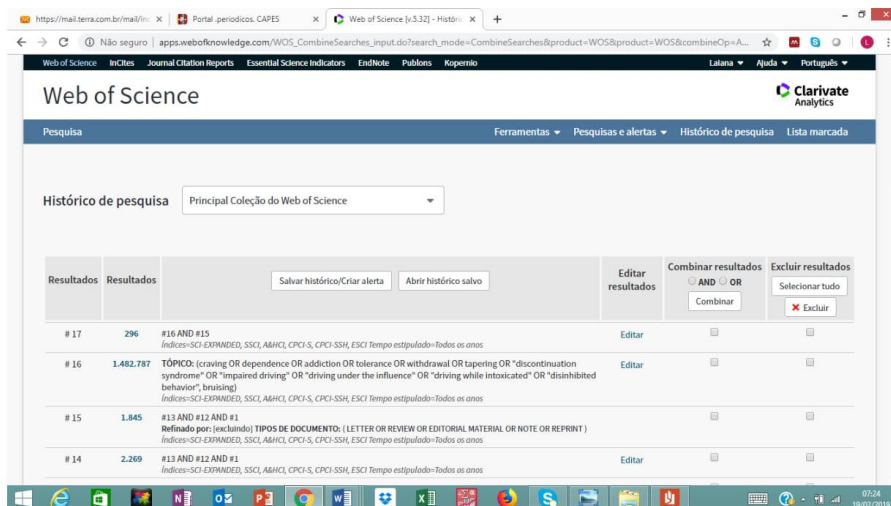 https://mail.terra.com.br/mail/inc
Portal .periodicos. CAPES
Web of Science [v.5.32] - Históric
Não seguro | apps.webofknowledge.com/WOS_CombineSearches_input.do?search_mode=CombineSearches&product=WOS&product=WOS&combineOp=A...
L
Web of Science InCites Journal Citation Reports Essential Science Indicators EndNote Publons Kopernio Laiana Ajuda Português
Web of Science
Clarivate
Analytics
Pesquisa Ferramentas Pesquisas e alertas Histórico de pesquisa Lista marcada
Histórico de pesquisa Principal Coleção do Web of Science
Resultados Resultados Salvar histórico/Criar alerta Abrir histórico salvo Editar resultados Combinar resultados Excluir resultados
AND OR Selecionar tudo
Combinar Excluir
# 17 296 #16 AND #15 Editar
Índices=SCI-EXPANDED, SSCI, A&HCI, CPCI-S, CPCI-SSH, ESCI Tempo estipulado=Todos os anos
# 16 1.482.787 TÓPICO: (craving OR dependence OR addiction OR tolerance OR withdrawal OR tapering OR "discontinuation Editar
syndrome" OR "impaired driving" OR "driving under the influence" OR "driving while intoxicated" OR "disinhibited
behavior", bruising)
Índices=SCI-EXPANDED, SSCI, A&HCI, CPCI-S, CPCI-SSH, ESCI Tempo estipulado=Todos os anos
# 15 1.845 #13 AND #12 AND #1
Refinado por: [excluindo] TIPOS DE DOCUMENTO: ( LETTER OR REVIEW OR EDITORIAL MATERIAL OR NOTE OR REPRINT )
Índices=SCI-EXPANDED, SSCI, A&HCI, CPCI-S, CPCI-SSH, ESCI Tempo estipulado=Todos os anos
# 14 2.269 #13 AND #12 AND #1 Editar
Índices=SCI-EXPANDED, SSCI, A&HCI, CPCI-S, CPCI-SSH, ESCI Tempo estipulado=Todos os anos
07:24
19/02/2019